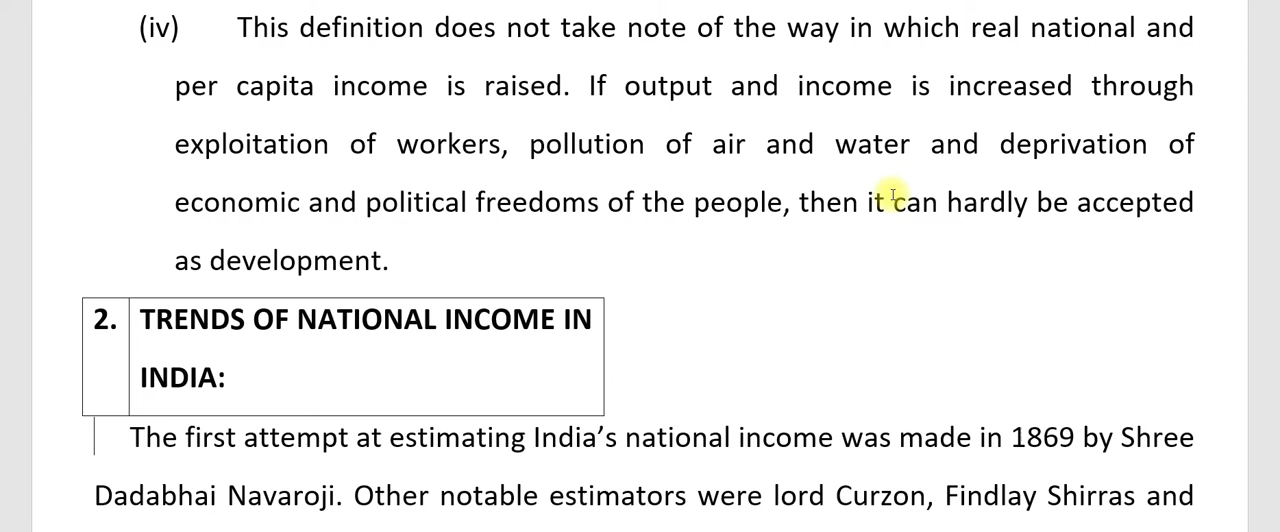 (iv) This definition does not take note of the way in which real national and
per capita income is raised. If output and income is increased through
exploitation of workers, pollution of air and water and deprivation of
economic and political freedoms of the people, then it can hardly be accepted
as development.
2. TRENDS OF NATIONAL INCOME IN
INDIA:
The first attempt at estimating India’s national income was made in 1869 by Shree
Dadabhai Navaroji. Other notable estimators were lord Curzon, Findlay Shirras and